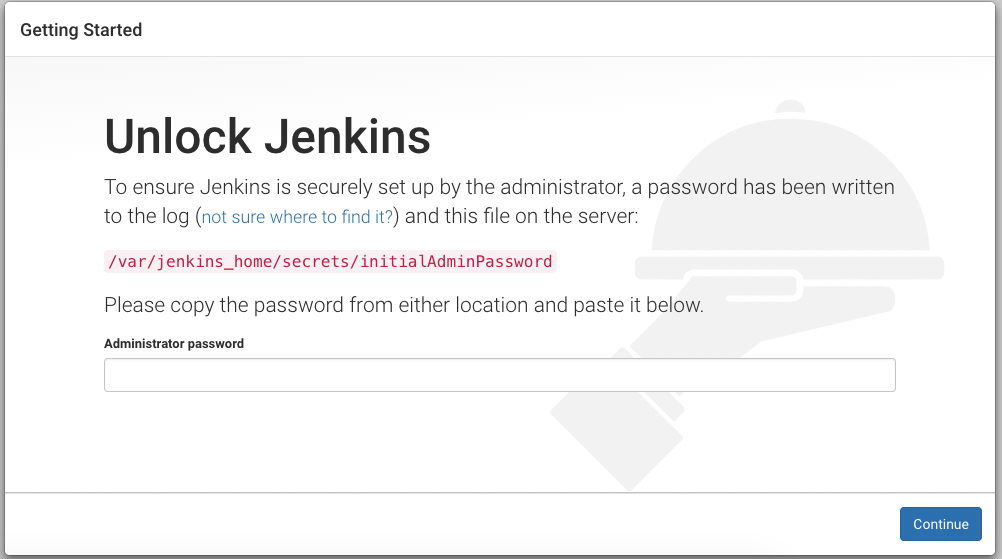 Getting Started
Unlock Jenkins
To ensure Jenkins is securely set up by the administrator, a password has been written
to the log (not sure where to find it?) and this file on the server:
/var/jenkins_home/secrets/initialAdminPassword
Please copy the password from either location and paste it below.
Administrator password
Continue